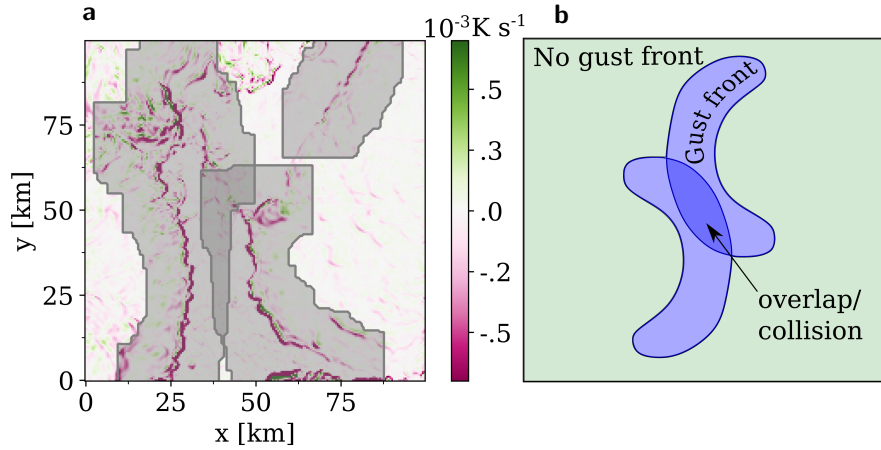 a
10⁻³K s⁻¹
.5
.3
.0
-.2
-.5
75
50
25
0
y [km]
0 25 50 75
x [km]
b
No gust front
Gust front
overlap/
collision